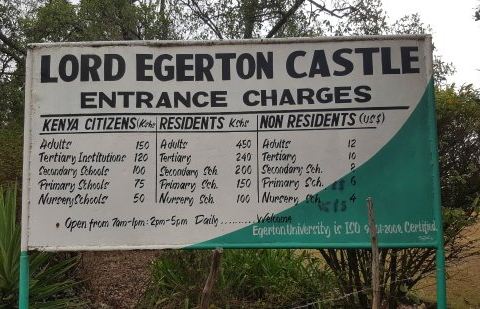 LORD EGERTON CASTLE
ENTRANCE CHARGES
KENYA CITIZENS (Kshs) RESIDENTS Kshs NON RESIDENTS (US$)
Adults 150 Adults 450 Adults 12
Tertiary Institutions 120 Tertiary 240 Tertiary 10
Secondary Schools 100 Secondary Sch. 200 Secondary Sch. 8
Primary Schools 75 Primary Sch. 150 Primary Sch. 6
Nursery Schools 50 Nursery Sch. 100 Nursery Sch. 4
Open from 7am-1pm: 2pm-5pm Daily ......... Welcome
Egerton University is ISO 9001-2008 Certified.